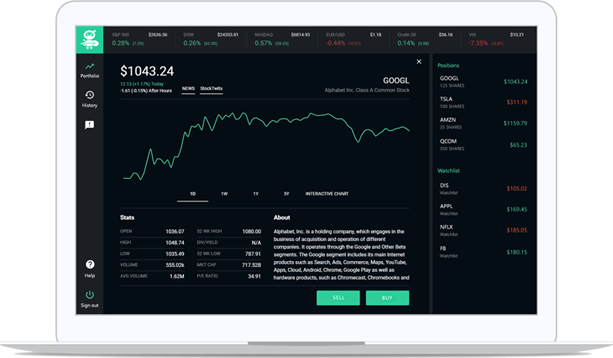 S&P 500 $2636.56 DOW $24203.81 NASDAQ $6814.93 EUR/USD $1.18 Crude Oil $56.16 VIX $10.21
0.28% (7.39) 0.26% 0.57% -0.44% 0.14% (0.08) -7.35%
Portfolio
History
Help
Sign out
$1043.24
12.13 (+1.17%) Today
-1.61 (-0.15%) After Hours
NEWS StockTwits
GOOGL
Alphabet Inc. Class A Common Stock
1D 1W 1Y 5Y INTERACTIVE CHART
Stats
OPEN 1036.07 52 WK HIGH 1080.00
HIGH 1048.74 DIV/YIELD N/A
LOW 1035.49 52 WK LOW 787.91
VOLUME 555.02k MKT CAP 717.52B
AVG VOLUME 1.62M P/E RATIO 34.91
About
Alphabet, Inc. is a holding company, which engages in the
business of acquisition and operation of different
companies. It operates through the Google and Other Bets
segments. The Google segment includes its main Internet
products such as Search, Ads, Commerce, Maps, YouTube,
Apps, Cloud, Android, Chrome, Google Play as well as
hardware products, such as Chromecast, Chromebooks and
SELL BUY
Positions
GOOGL $1043.24
125 SHARES
TSLA $311.19
100 SHARES
AMZN $1159.79
35 SHARES
QCOM $65.23
350 SHARES
Watchlist
DIS $105.02
Watchlist
APPL $169.45
Watchlist
NFLX $185.05
Watchlist
FB $180.15
Watchlist